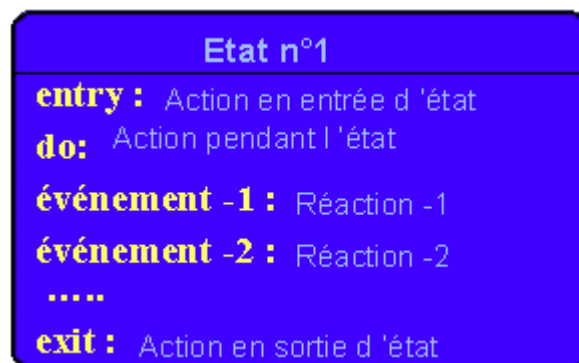 Etat n°1
entry : Action en entrée d 'état
do: Action pendant l 'état
événement -1 : Réaction -1
événement -2 : Réaction -2
.....
exit : Action en sortie d 'état